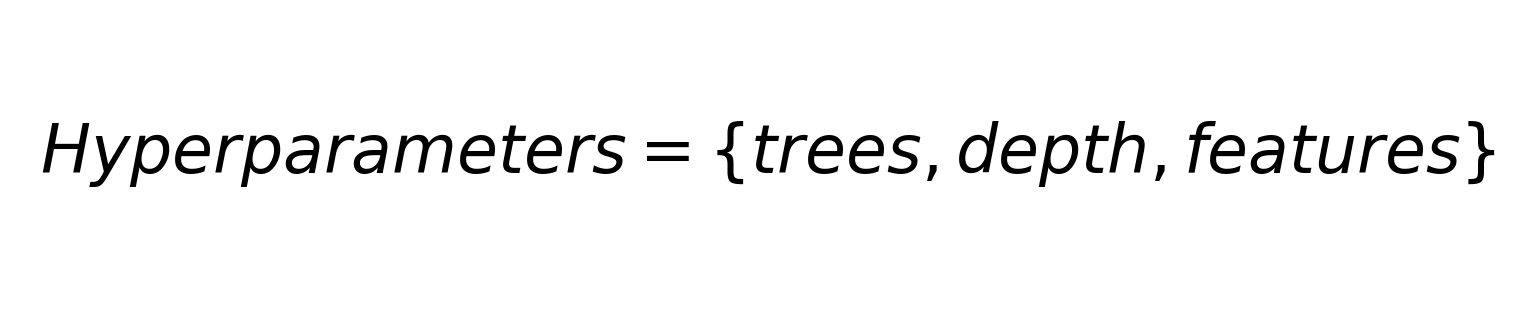 Hyperparameters = {trees, depth, features}